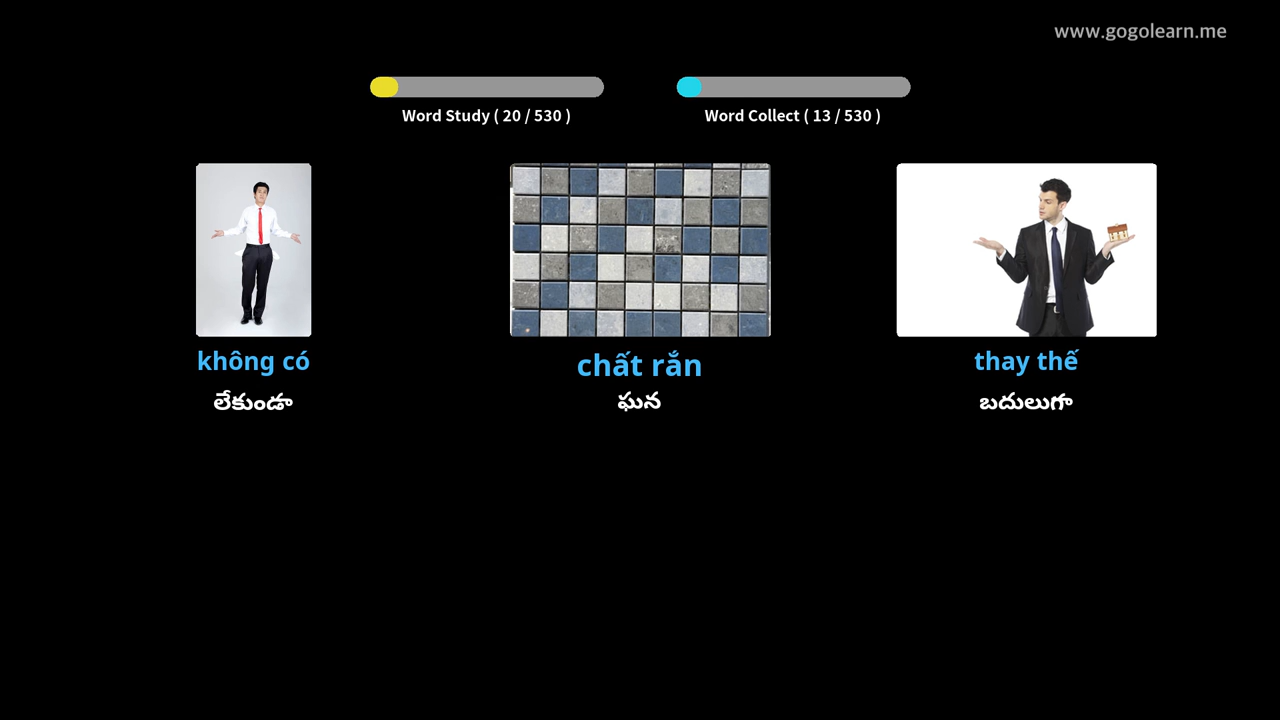 www.gogolearn.me
Word Study ( 20 / 530 )
Word Collect ( 13 / 530 )
không có
chất rắn
thay thế
లేకుండా
ఘన
బదులుగా